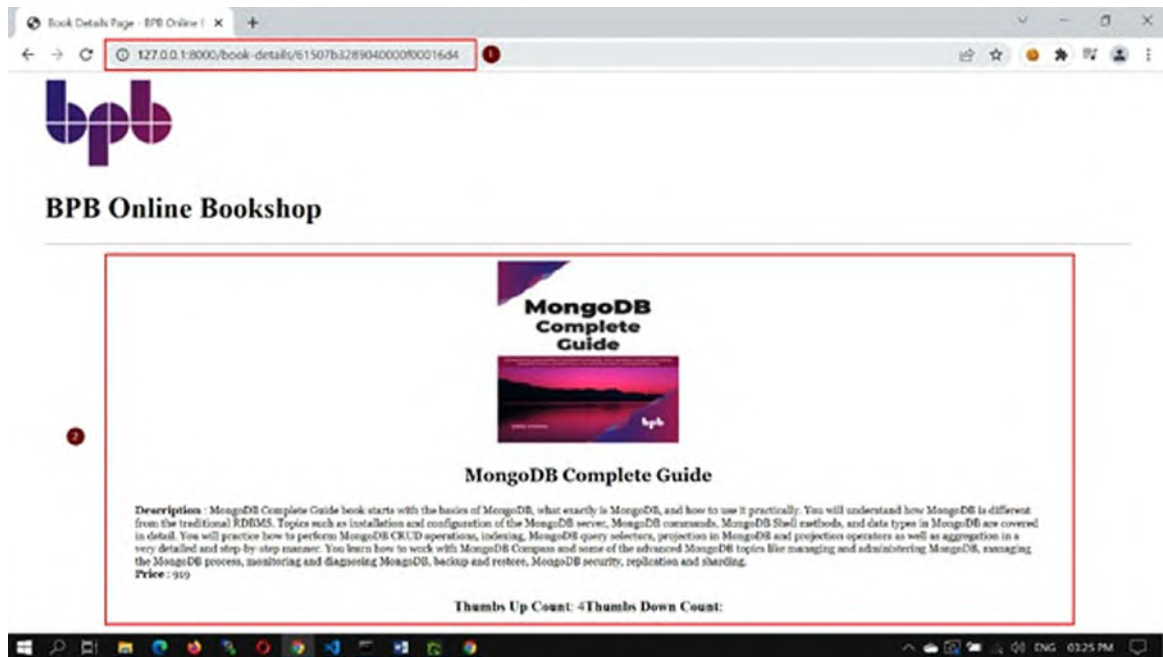 Book Details Page - BPB Online
127.0.0.1:8000/book-details/61507b3289040000f00016d4
1
bpb
BPB Online Bookshop
MongoDB
Complete
Guide
bpb
2
MongoDB Complete Guide
Description : MongoDB Complete Guide book starts with the basics of MongoDB, what exactly is MongoDB, and how to use it practically. You will understand how MongoDB is different
from the traditional RDBMS. Topics such as installation and configuration of the MongoDB server, MongoDB commands, MongoDB Shell methods, and data types in MongoDB are covered
in detail. You will practice how to perform MongoDB CRUD operations, indexing, MongoDB query selectors, projection in MongoDB and projection operators as well as aggregation in a
very detailed and step-by-step manner. You learn how to work with MongoDB Compass and some of the advanced MongoDB topics like managing and administering MongoDB, managing
the MongoDB process, monitoring and diagnosing MongoDB, backup and restore, MongoDB security, replication and sharding.
Price : 919
Thumbs Up Count: 4Thumbs Down Count:
ENG 03:25 PM